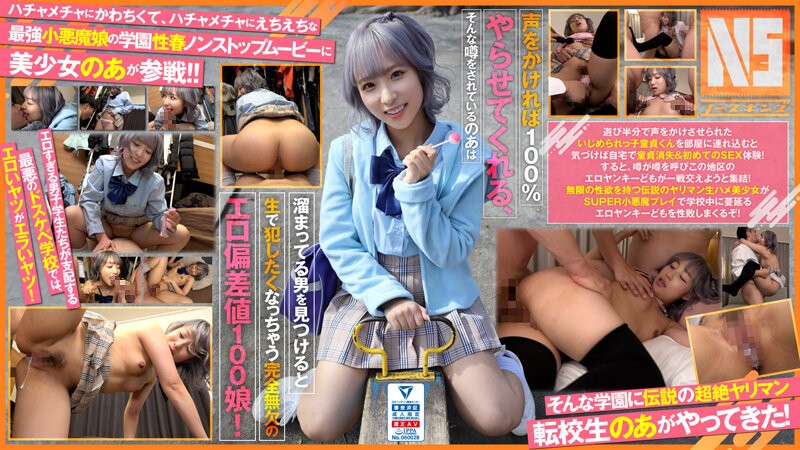 ハチャメチャにかわちくて、ハチャメチャにえちえちな
最強小悪魔娘の学園性春ノンストップムービーに
美少女のあが参戦!!
声をかければ100%
やらせてくれる、
そんな噂をされているのあは
NS
遊び半分で声をかけさせられた
いじめられっ子童貞くんを部屋に連れ込むと
気づけば自宅で童貞消失&初めてのSEX体験!
すると、噂が噂を呼びこの地区の
エロヤンキーどもが一戦交えようと集結!
無限の性欲を持つ伝説のヤリマン生ハメ美少女が
SUPER小悪魔プレイで学校中に蔓延る
エロヤンキーどもを性敗しまくるぞ!
エロすぎる男子学生たちが支配する
最悪のドスケベ学校では、
エロいヤツがエラいヤツ!
溜まってる男を見つけると
生で犯したくなっちゃう完全無欠の
エロ偏差値100娘!
審査済証
成人限定
適正AV
IPPA
No.060028
そんな学園に伝説の超絶ヤリマン
転校生のあがやってきた!